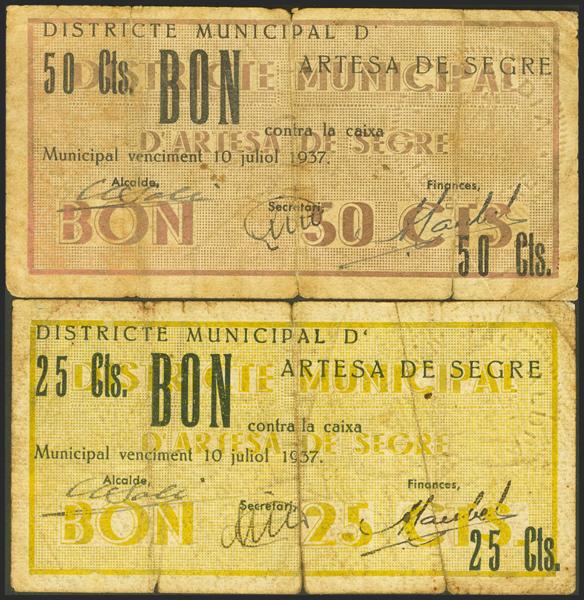 DISTRICTE MUNICIPAL D'
50 Cts. BON ARTESA DE SEGRE
DISTRICTE MUNICIPAL
D'ARTESA DE SEGRE
contra la caixa
Municipal venciment 10 juliol 1937.
Alcalde, Secretari, Finances,
BON 50 CTS.
50 Cts.
DISTRICTE MUNICIPAL D'
25 Cts. BON ARTESA DE SEGRE
DISTRICTE MUNICIPAL
D'ARTESA DE SEGRE
contra la caixa
Municipal venciment 10 juliol 1937.
Alcalde, Secretari, Finances,
BON 25 CTS.
25 Cts.